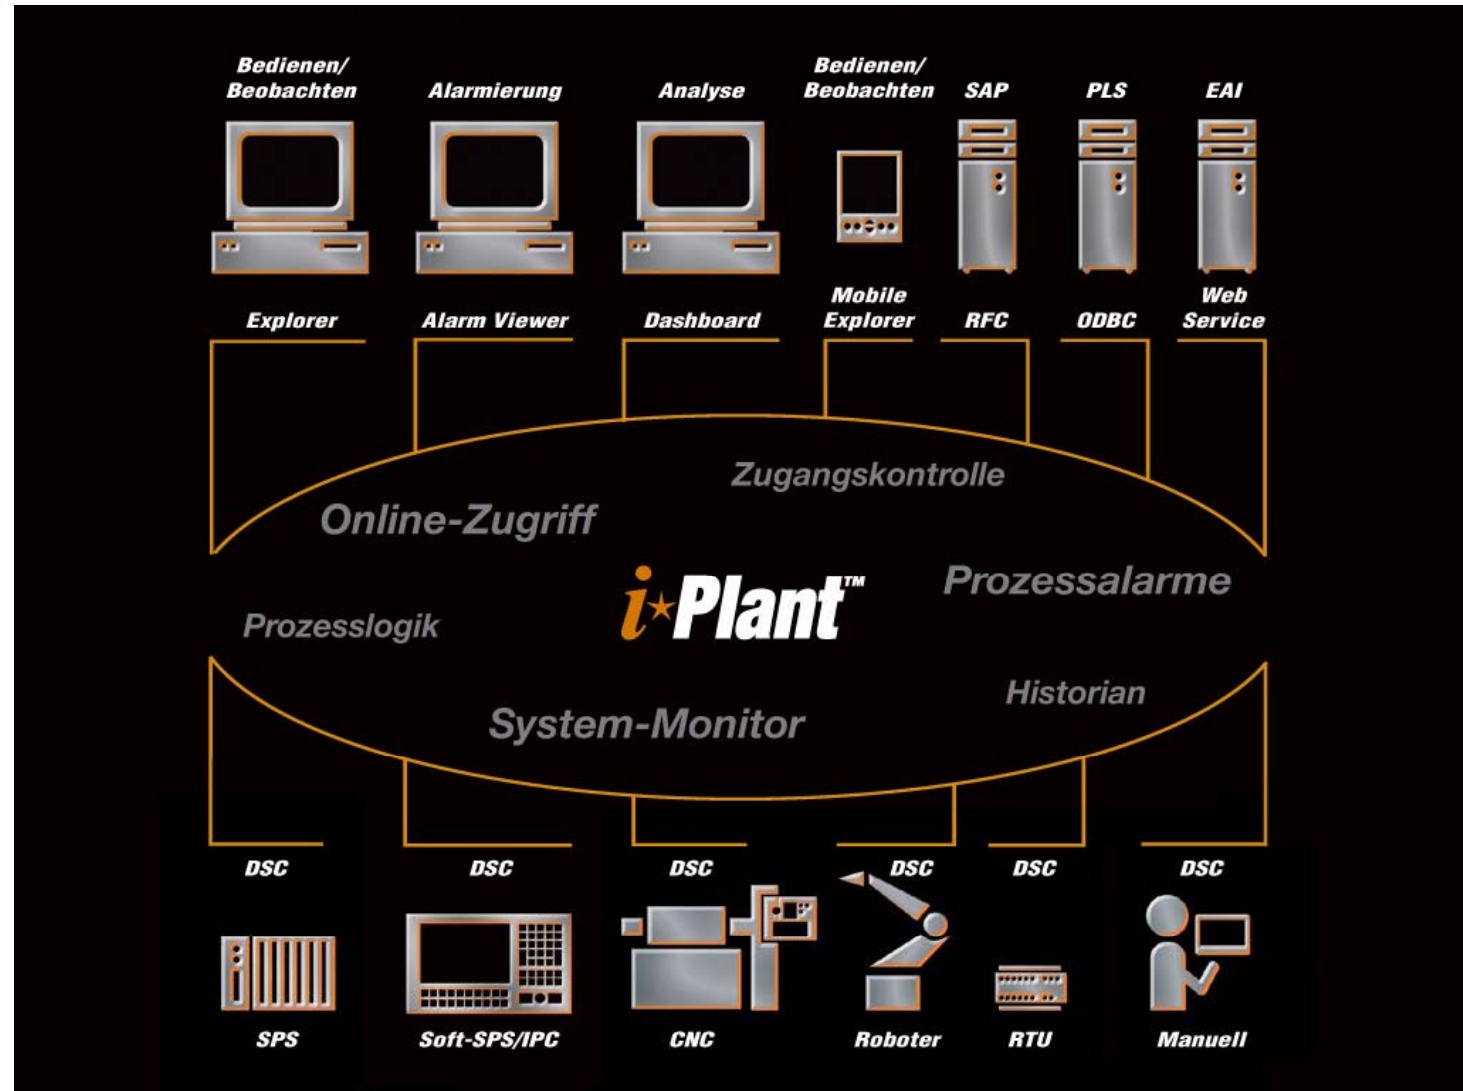 Bedienen/
Beobachten
Alarmierung
Analyse
Bedienen/
Beobachten
SAP
PLS
EAI
Explorer
Alarm Viewer
Dashboard
Mobile
Explorer
RFC
ODBC
Web
Service
Zugangskontrolle
Online-Zugriff
Prozessalarme
i★Plant™
Prozesslogik
Historian
System-Monitor
DSC
DSC
DSC
DSC
DSC
DSC
SPS
Soft-SPS/IPC
CNC
Roboter
RTU
Manuell